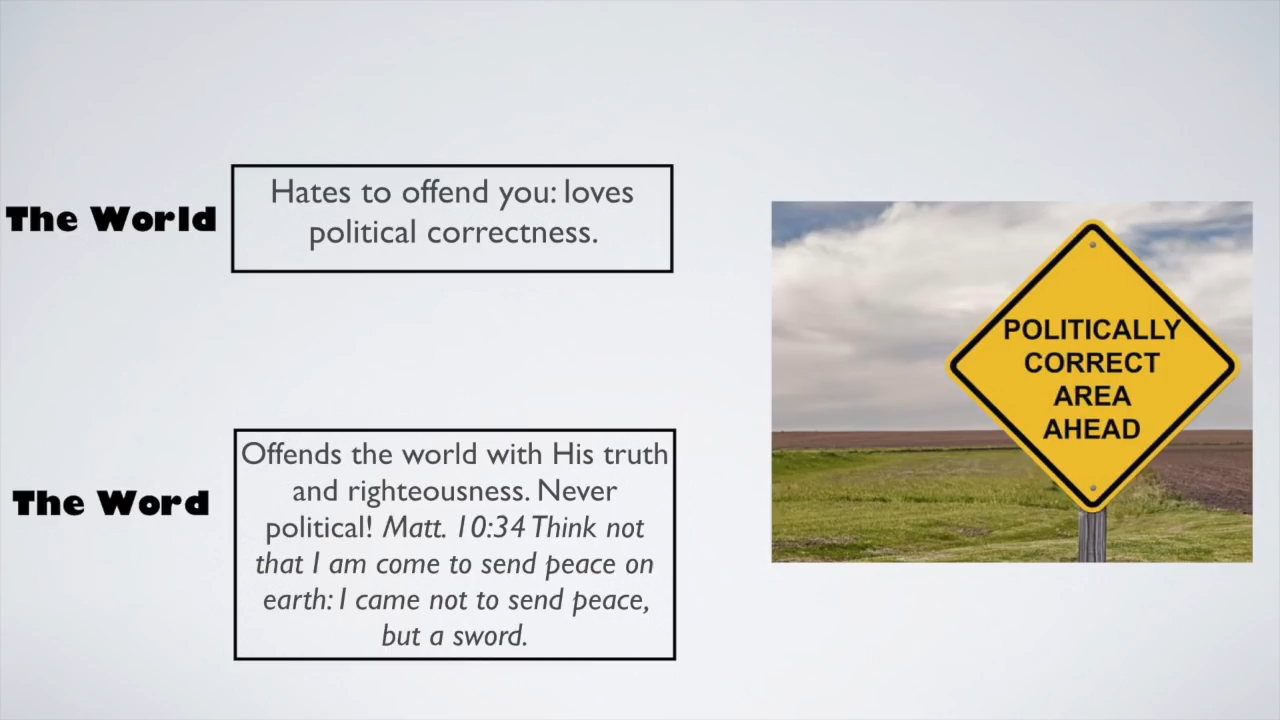 The World
Hates to offend you: loves
political correctness.
The Word
Offends the world with His truth
and righteousness. Never
political! Matt. 10:34 Think not
that I am come to send peace on
earth: I came not to send peace,
but a sword.
POLITICALLY
CORRECT
AREA
AHEAD